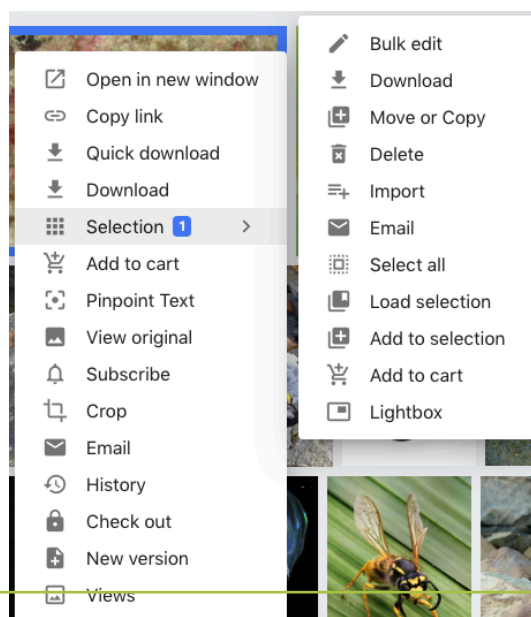 Open in new window
Copy link
Quick download
Download
Selection 1
Add to cart
Pinpoint Text
View original
Subscribe
Crop
Email
History
Check out
New version
Views
Bulk edit
Download
Move or Copy
Delete
Import
Email
Select all
Load selection
Add to selection
Add to cart
Lightbox